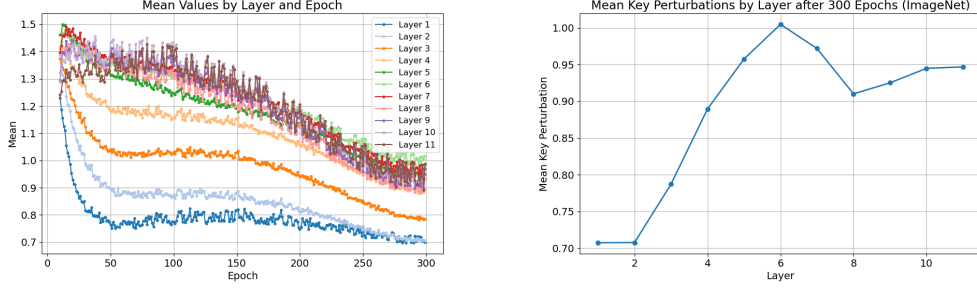 Mean Values by Layer and Epoch
1.5
1.4
1.3
1.2
1.1
1.0
0.9
0.8
0.7
Mean
0
50
100
150
200
250
300
Epoch
Layer 1
Layer 2
Layer 3
Layer 4
Layer 5
Layer 6
Layer 7
Layer 8
Layer 9
Layer 10
Layer 11
Mean Key Perturbations by Layer after 300 Epochs (ImageNet)
1.00
0.95
0.90
0.85
0.80
0.75
0.70
Mean Key Perturbation
2
4
6
8
10
Layer